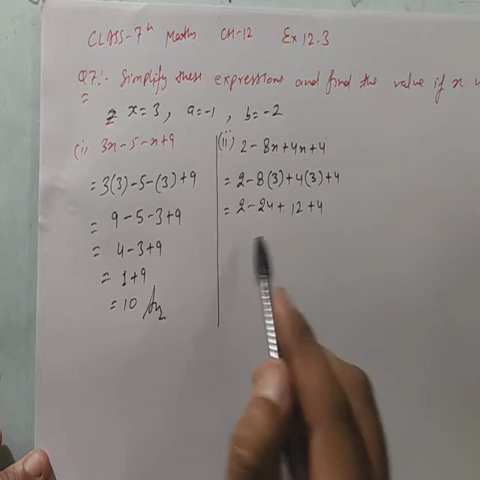 CLASS-7th Maths CH-12 Ex 12.3
Q7:- Simplify these expressions and find the value if x
= x=3, a=-1, b=-2
(i) 3x-5-x+9
=3(3)-5-(3)+9
= 9-5-3+9
= 4-3+9
= 1+9
=10 Ans
(ii) 2-8x+4x+4
=2-8(3)+4(3)+4
= 2-24+12+4